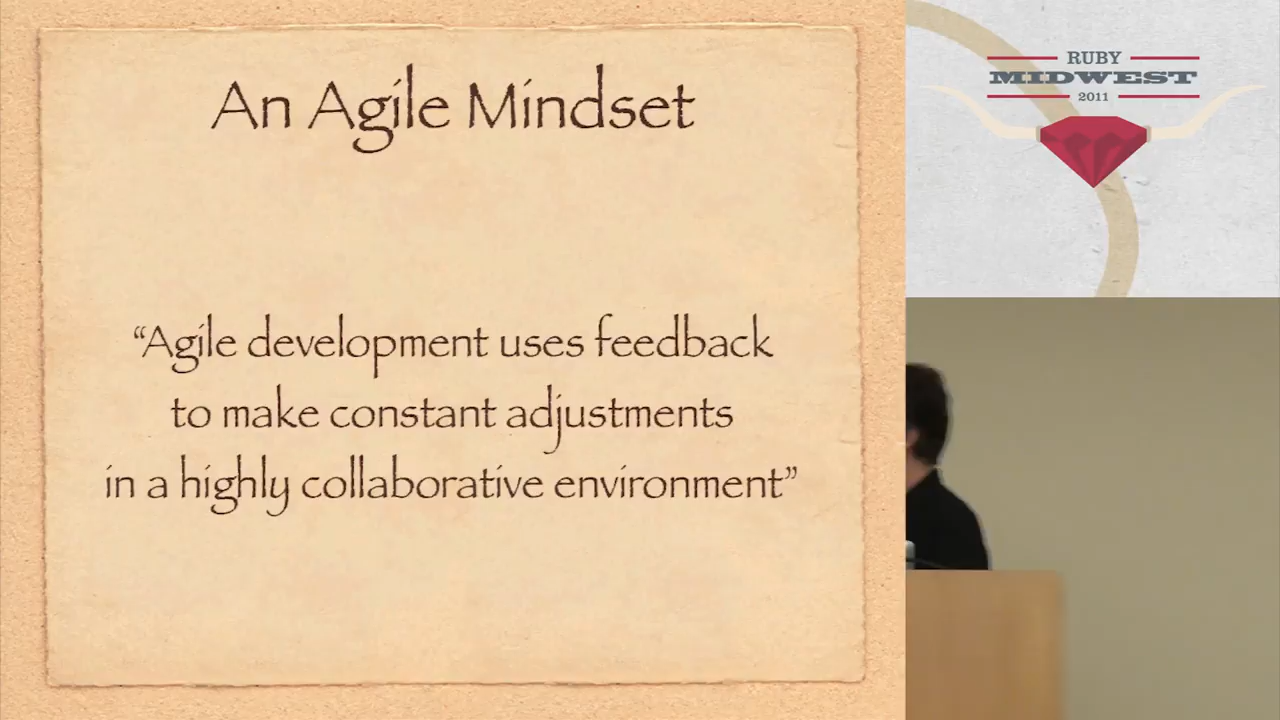 An Agile Mindset
“Agile development uses feedback
to make constant adjustments
in a highly collaborative environment”
RUBY
MIDWEST
2011